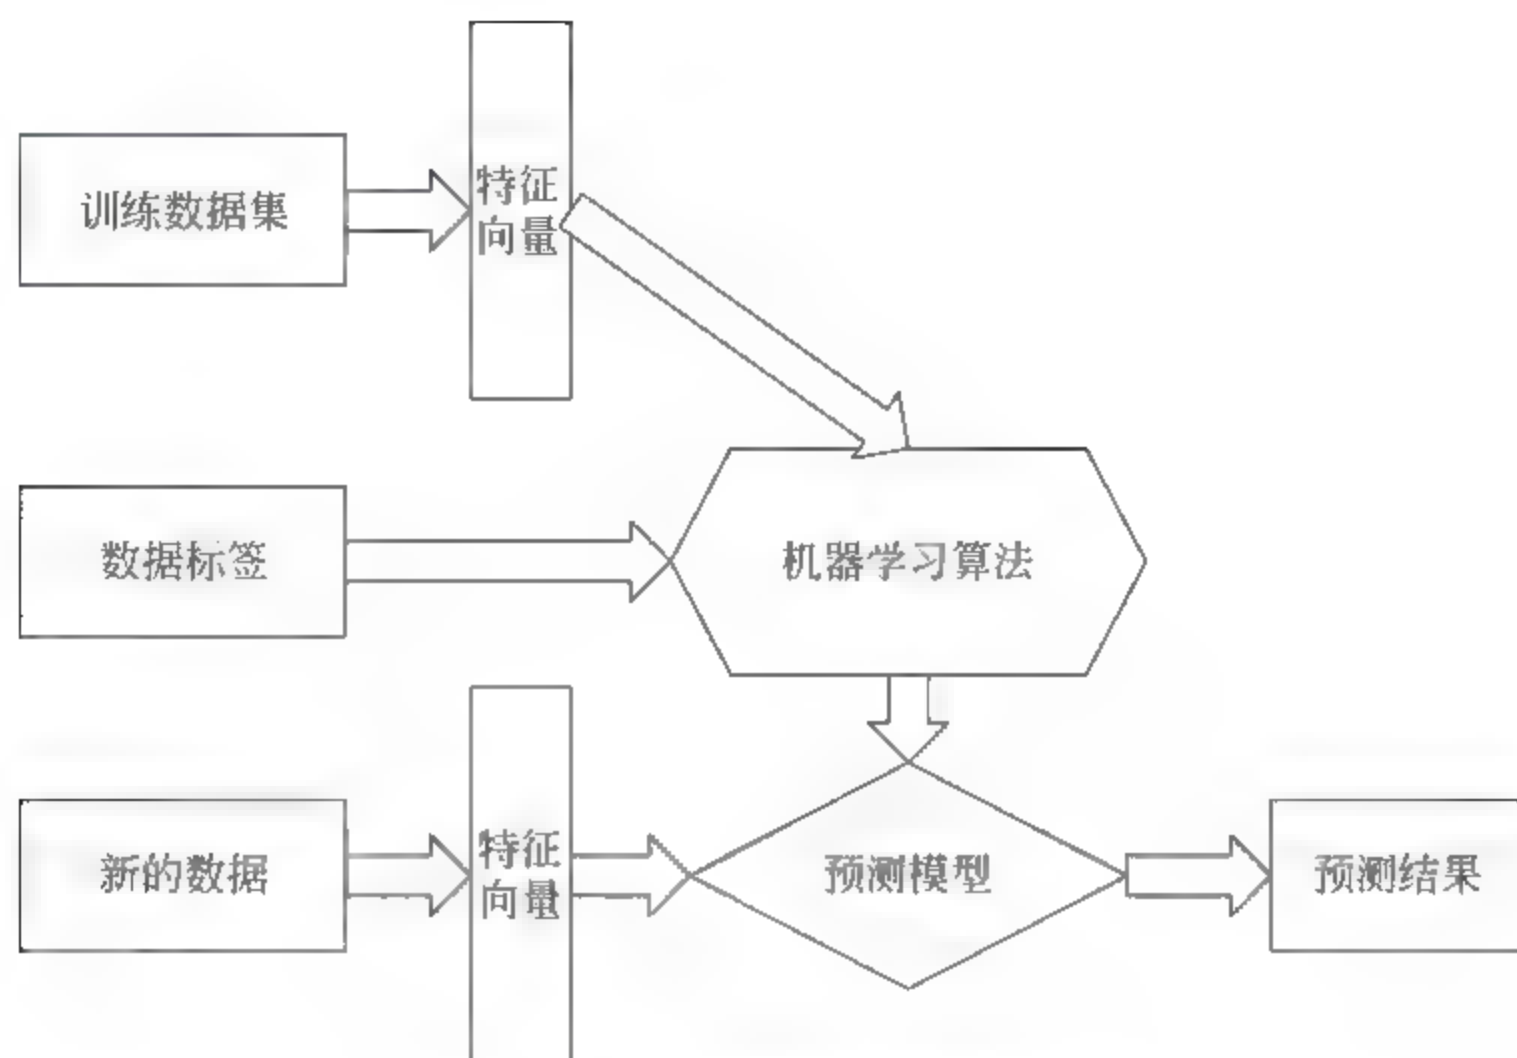 训练数据集
特征
向量
数据标签
机器学习算法
新的数据
特征
向量
预测模型
预测结果